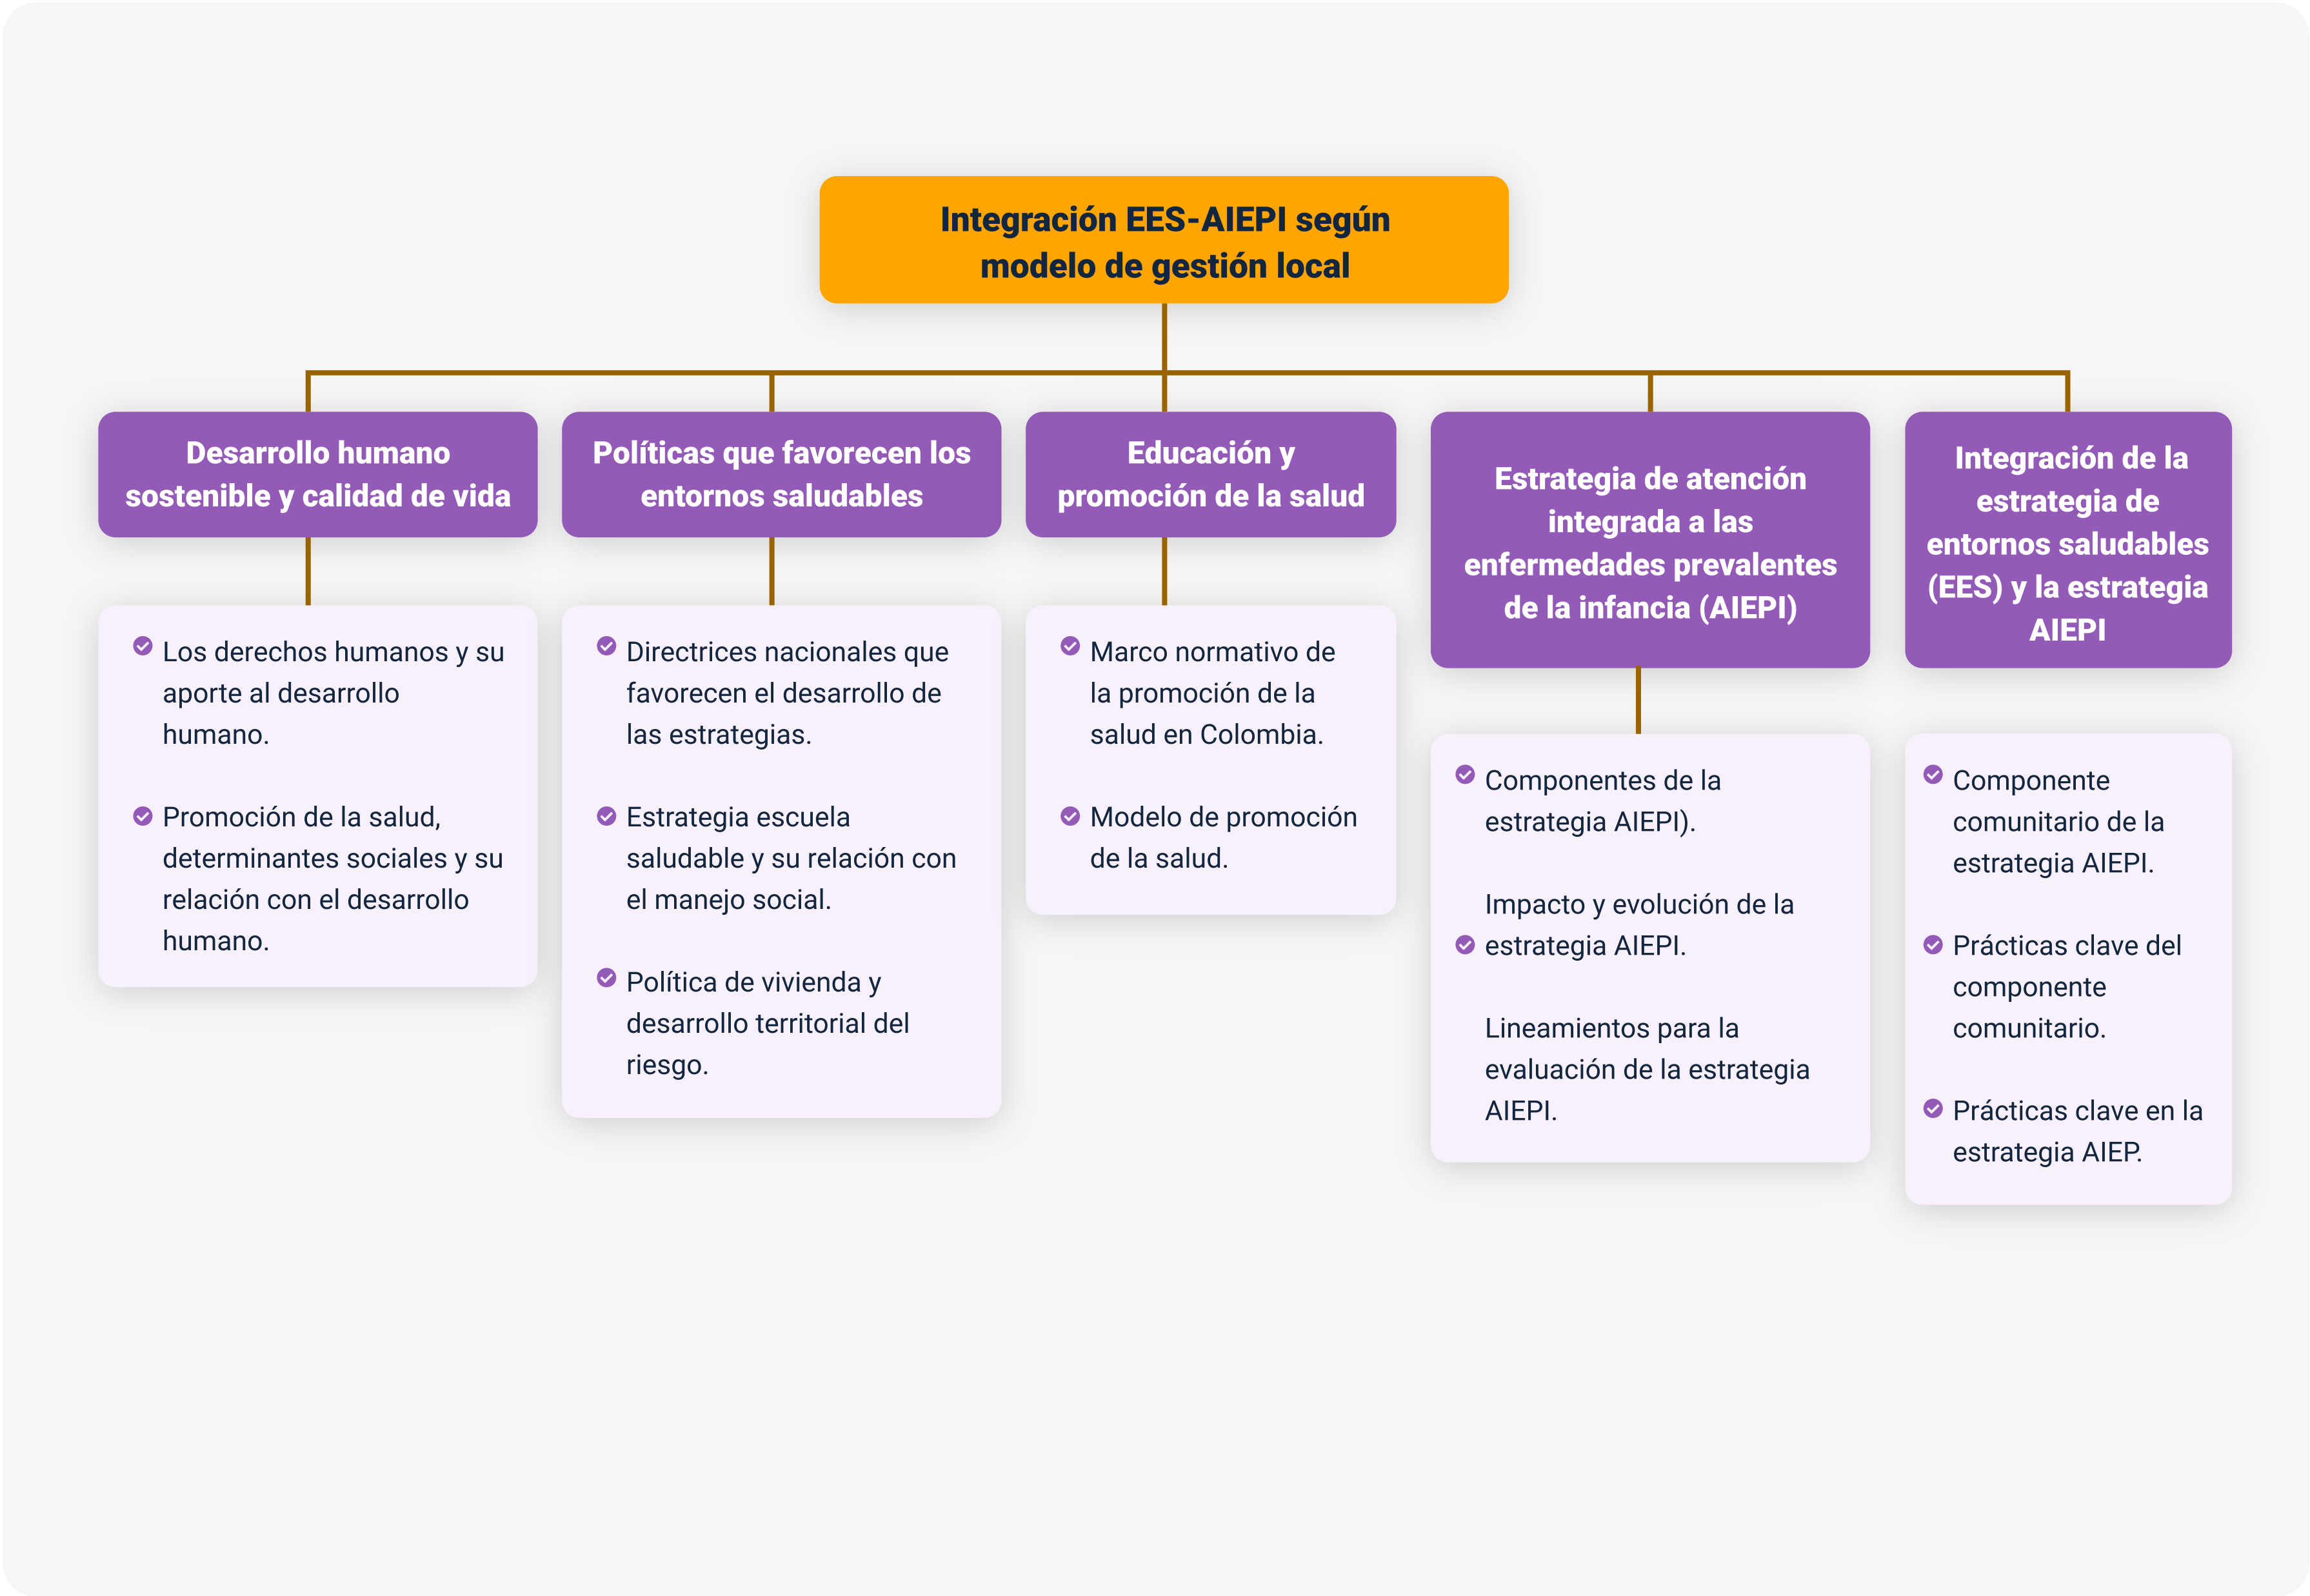 Integración EES-AIEPI según
modelo de gestión local
Desarrollo humano
sostenible y calidad de vida
Los derechos humanos y su
aporte al desarrollo
humano.
Promoción de la salud,
determinantes sociales y su
relación con el desarrollo
humano.
Políticas que favorecen los
entornos saludables
Directrices nacionales que
favorecen el desarrollo de
las estrategias.
Estrategia escuela
saludable y su relación con
el manejo social.
Política de vivienda y
desarrollo territorial del
riesgo.
Educación y
promoción de la salud
Marco normativo de
la promoción de la
salud en Colombia.
Modelo de promoción
de la salud.
Estrategia de atención
integrada a las
enfermedades prevalentes
de la infancia (AIEPI)
Componentes de la
estrategia AIEPI).
Impacto y evolución de la
estrategia AIEPI.
Lineamientos para la
evaluación de la estrategia
AIEPI.
Integración de la
estrategia de
entornos saludables
(EES) y la estrategia
AIEPI
Componente
comunitario de la
estrategia AIEPI.
Prácticas clave del
componente
comunitario.
Prácticas clave en la
estrategia AIEP.